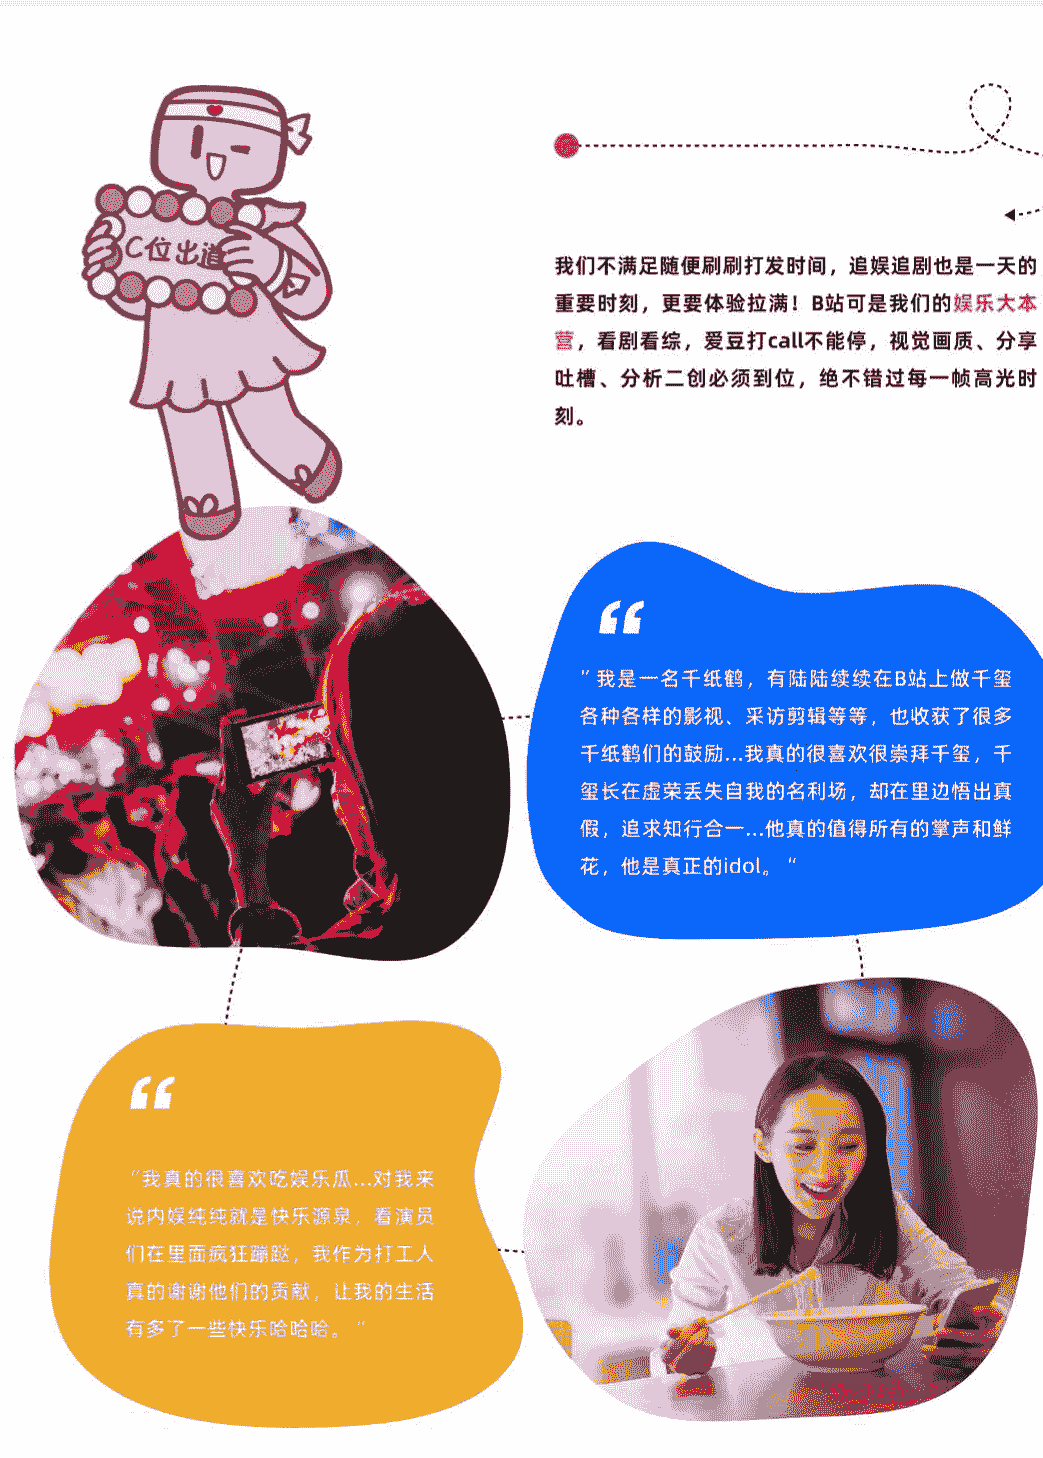 C位出道
我们不满足随便刷刷打发时间，追娱追剧也是一天的
重要时刻，更要体验拉满！B站可是我们的娱乐大本
营，看剧看综，爱豆打call不能停，视觉画质、分享
吐槽、分析二创必须到位，绝不错过每一帧高光时
刻。
“
”我是一名千纸鹤，有陆陆续续在B站上做千玺
各种各样的影视、采访剪辑等等，也收获了很多
千纸鹤们的鼓励...我真的很喜欢很崇拜千玺，千
玺长在虚荣丢失自我的名利场，却在里边悟出真
假，追求知行合一...他真的值得所有的掌声和鲜
花，他是真正的idol。“
“
“我真的很喜欢吃娱乐瓜...对我来
说内娱纯纯就是快乐源泉，看演员
们在里面疯狂蹦跶，我作为打工人
真的谢谢他们的贡献，让我的生活
有多了一些快乐哈哈哈。”